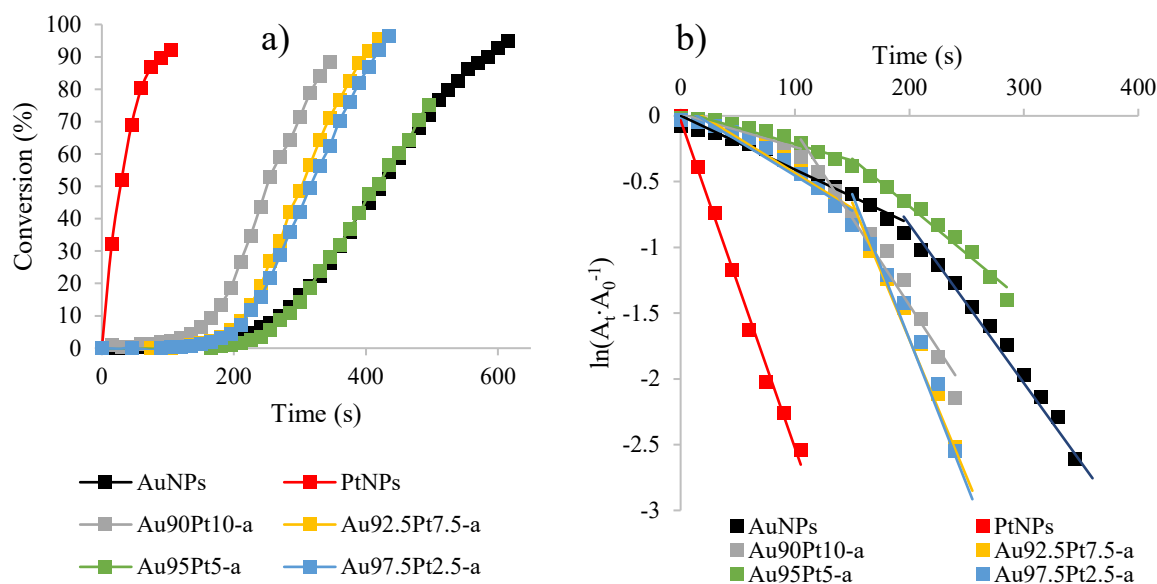 a)
100
90
80
70
60
50
40
30
20
10
0
Conversion (%)
0 200 400 600
Time (s)
AuNPs PtNPs
Au90Pt10-a Au92.5Pt7.5-a
Au95Pt5-a Au97.5Pt2.5-a
b)
Time (s)
0 100 200 300 400
0
-0.5
-1
-1.5
-2
-2.5
-3
ln(At·A0-1)
AuNPs PtNPs
Au90Pt10-a Au92.5Pt7.5-a
Au95Pt5-a Au97.5Pt2.5-a